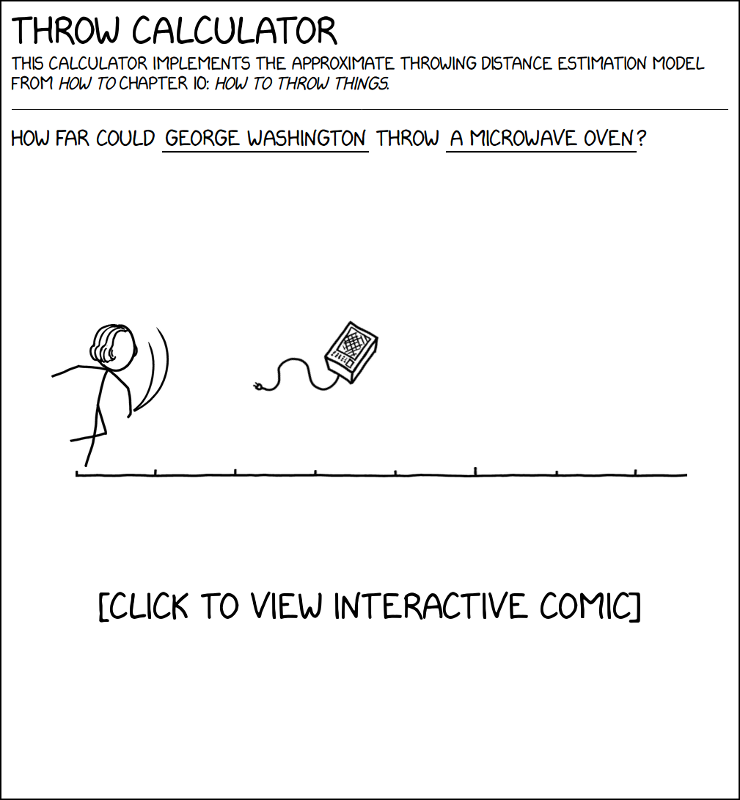 THROW CALCULATOR
THIS CALCULATOR IMPLEMENTS THE APPROXIMATE THROWING DISTANCE ESTIMATION MODEL
FROM HOW TO CHAPTER 10: HOW TO THROW THINGS.
HOW FAR COULD GEORGE WASHINGTON THROW A MICROWAVE OVEN?
[CLICK TO VIEW INTERACTIVE COMIC]